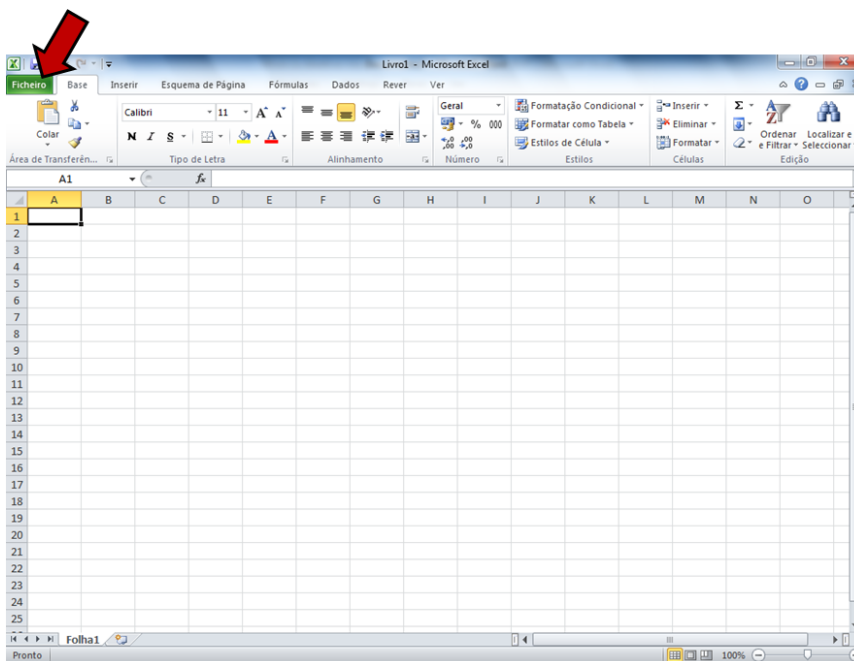 Livro1 - Microsoft Excel
Ficheiro Base Inserir Esquema de Página Fórmulas Dados Rever Ver
Calibri 11 A A Geral Formatação Condicional Inserir Σ
Colar N I S A % 000 Formatar como Tabela Eliminar Ordenar e Filtrar Localizar e Seleccionar
,00 ,0 Estilos de Célula Formatar
Área de Transferên... Tipo de Letra Alinhamento Número Estilos Células Edição
A1 fx
A B C D E F G H I J K L M N O
1
2
3
4
5
6
7
8
9
10
11
12
13
14
15
16
17
18
19
20
21
22
23
24
25
Folha1
Pronto 100%